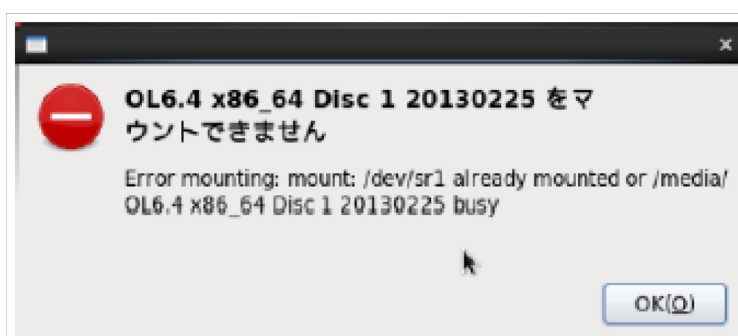 OL6.4 x86_64 Disc 1 20130225 をマ
ウントできません
Error mounting: mount: /dev/sr1 already mounted or /media/
OL6.4 x86_64 Disc 1 20130225 busy
OK(O)